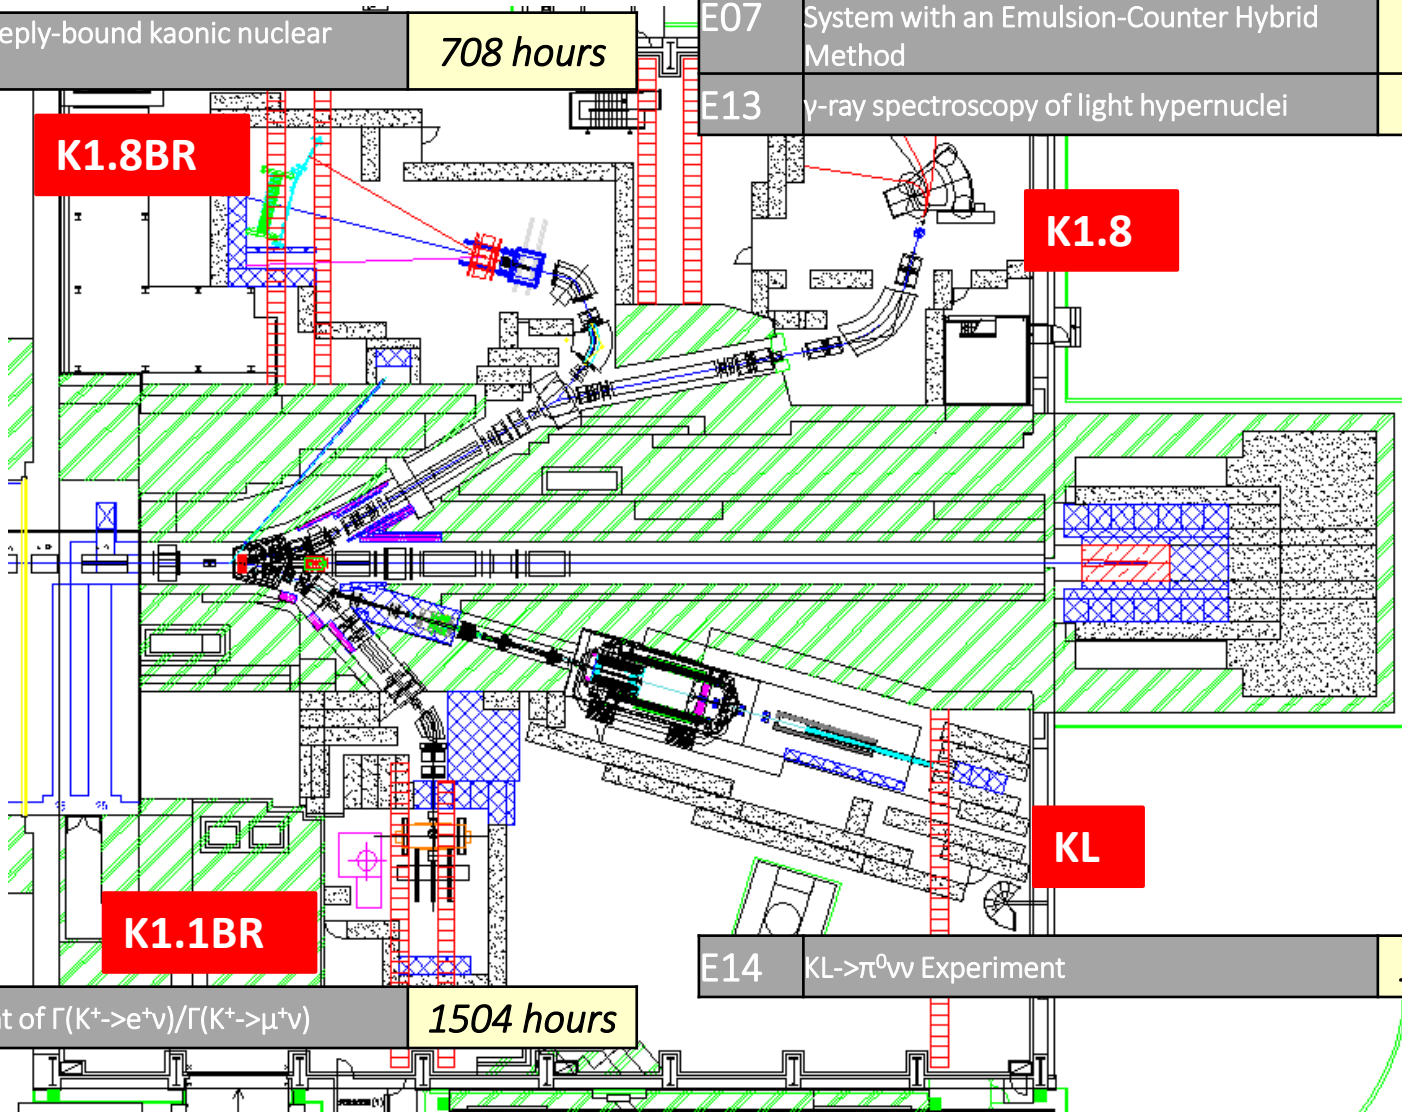 eply-bound kaonic nuclear
708 hours
E07
System with an Emulsion-Counter Hybrid
Method
E13
γ-ray spectroscopy of light hypernuclei
K1.8BR
K1.8
KL
K1.1BR
E14
KL->π⁰νν Experiment
t of Γ(K⁺->e⁺ν)/Γ(K⁺->μ⁺ν)
1504 hours